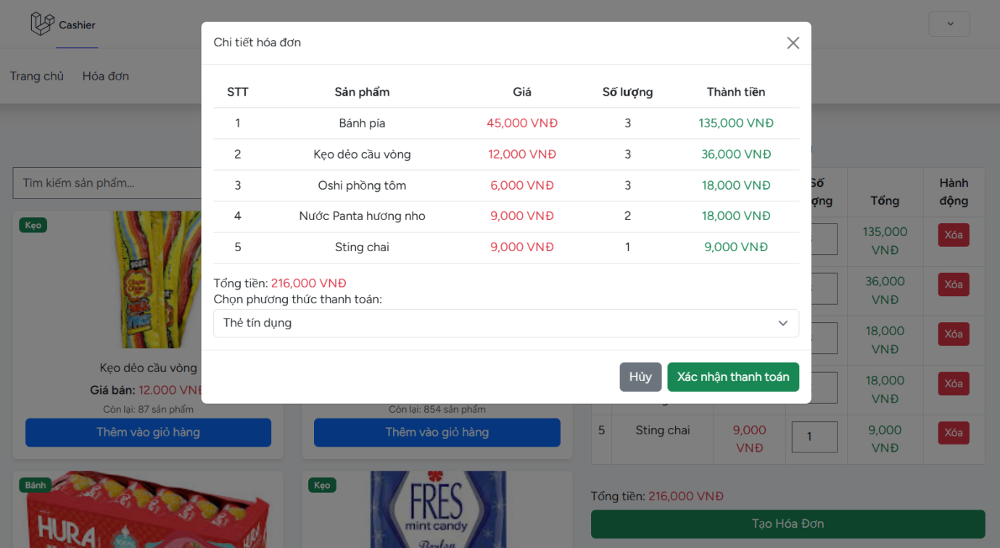 Cashier
Trang chủ Hóa đơn
Chi tiết hóa đơn
STT Sản phẩm Giá Số lượng Thành tiền
1 Bánh pía 45,000 VNĐ 3 135,000 VNĐ
2 Kẹo dẻo cầu vòng 12,000 VNĐ 3 36,000 VNĐ
3 Oshi phồng tôm 6,000 VNĐ 3 18,000 VNĐ
4 Nước Panta hương nho 9,000 VNĐ 2 18,000 VNĐ
5 Sting chai 9,000 VNĐ 1 9,000 VNĐ
Tổng tiền: 216,000 VNĐ
Chọn phương thức thanh toán:
Thẻ tín dụng
Hủy Xác nhận thanh toán
Tìm kiếm sản phẩm...
Kẹo
Kẹo dẻo cầu vòng
Giá bán: 12.000 VNĐ
Còn lại: 87 sản phẩm
Thêm vào giỏ hàng
Còn lại: 854 sản phẩm
Thêm vào giỏ hàng
Bánh
HURA
Kẹo
FRES
mint candy
Tổng
Hành
động
135,000
VNĐ
Xóa
36,000
VNĐ
Xóa
18,000
VNĐ
Xóa
18,000
VNĐ
Xóa
5 Sting chai 9,000
VNĐ
1
9,000
VNĐ
Xóa
Tổng tiền: 216,000 VNĐ
Tạo Hóa Đơn